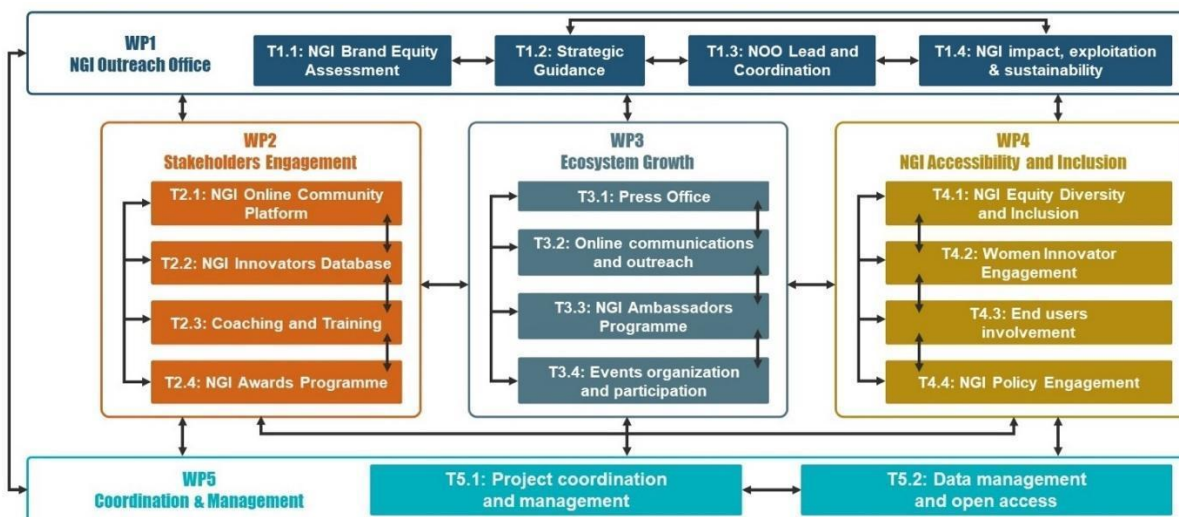 WP1
NGI Outreach Office
T1.1: NGI Brand Equity
Assessment
T1.2: Strategic
Guidance
T1.3: NOO Lead and
Coordination
T1.4: NGI impact, exploitation
& sustainability
WP2
Stakeholders Engagement
T2.1: NGI Online Community
Platform
T2.2: NGI Innovators Database
T2.3: Coaching and Training
T2.4: NGI Awards Programme
WP3
Ecosystem Growth
T3.1: Press Office
T3.2: Online communications
and outreach
T3.3: NGI Ambassadors
Programme
T3.4: Events organization
and participation
WP4
NGI Accessibility and Inclusion
T4.1: NGI Equity Diversity
and Inclusion
T4.2: Women Innovator
Engagement
T4.3: End users
involvement
T4.4: NGI Policy Engagement
WP5
Coordination & Management
T5.1: Project coordination
and management
T5.2: Data management
and open access